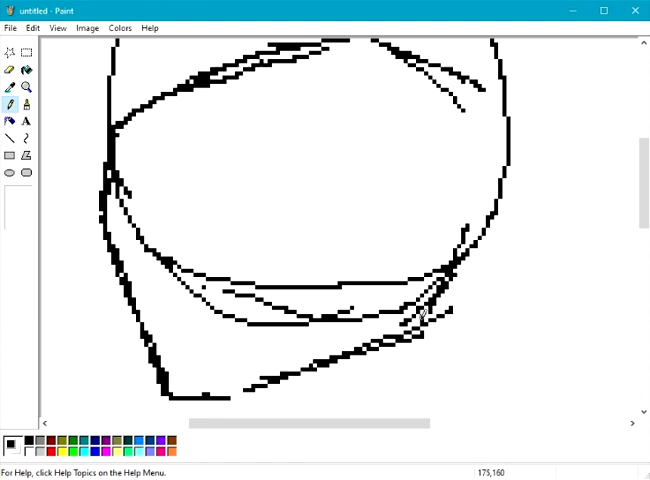 untitled - Paint
File Edit View Image Colors Help
A
For Help, click Help Topics on the Help Menu.
175,160